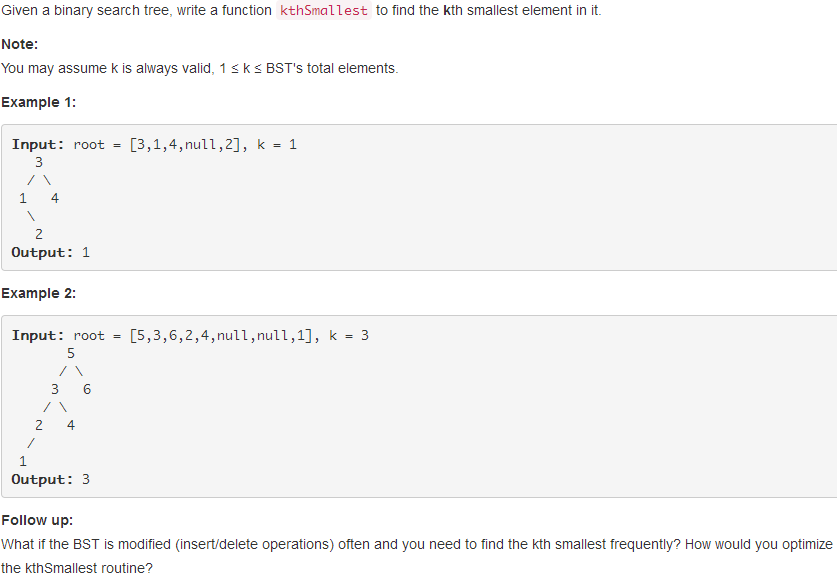 Given a binary search tree, write a function kthSmallest to find the kth smallest element in it.
Note:
You may assume k is always valid, 1 ≤ k ≤ BST's total elements.
Example 1:
Input: root = [3,1,4,null,2], k = 1
   3
  / \
 1   4
  \
   2
Output: 1
Example 2:
Input: root = [5,3,6,2,4,null,null,1], k = 3
       5
      / \
     3   6
    / \
   2   4
  /
 1
Output: 3
Follow up:
What if the BST is modified (insert/delete operations) often and you need to find the kth smallest frequently? How would you optimize
the kthSmallest routine?